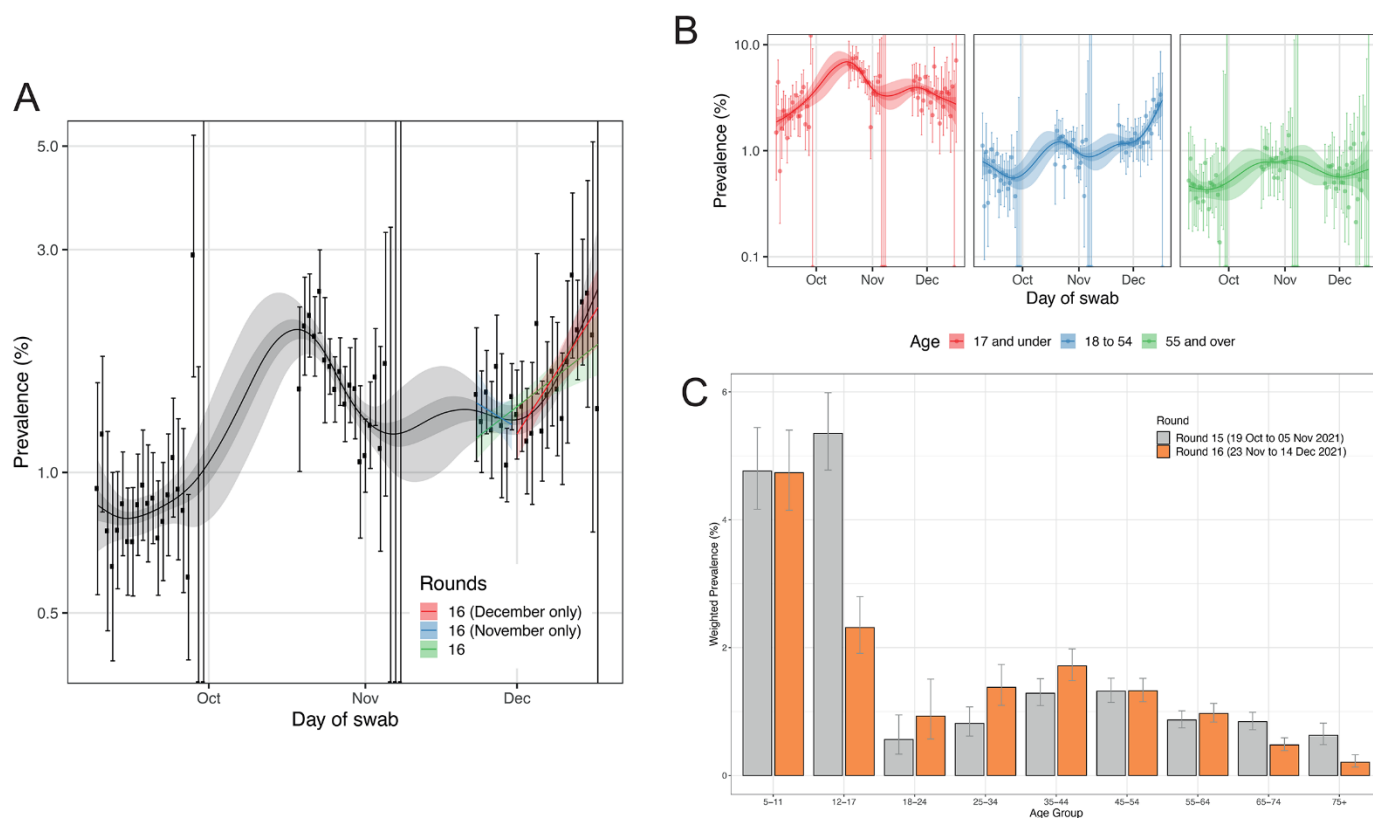 A
Prevalence (%)
5.0
3.0
1.0
0.5
Oct
Nov
Dec
Day of swab
Rounds
16 (December only)
16 (November only)
16
B
Prevalence (%)
10.0
1.0
0.1
Oct
Nov
Dec
Oct
Nov
Dec
Oct
Nov
Dec
Day of swab
Age
17 and under
18 to 54
55 and over
C
Weighted Prevalence (%)
6
4
2
0
Round
Round 15 (19 Oct to 05 Nov 2021)
Round 16 (23 Nov to 14 Dec 2021)
5–11
12–17
18–24
25–34
35–44
45–54
55–64
65–74
75+
Age Group